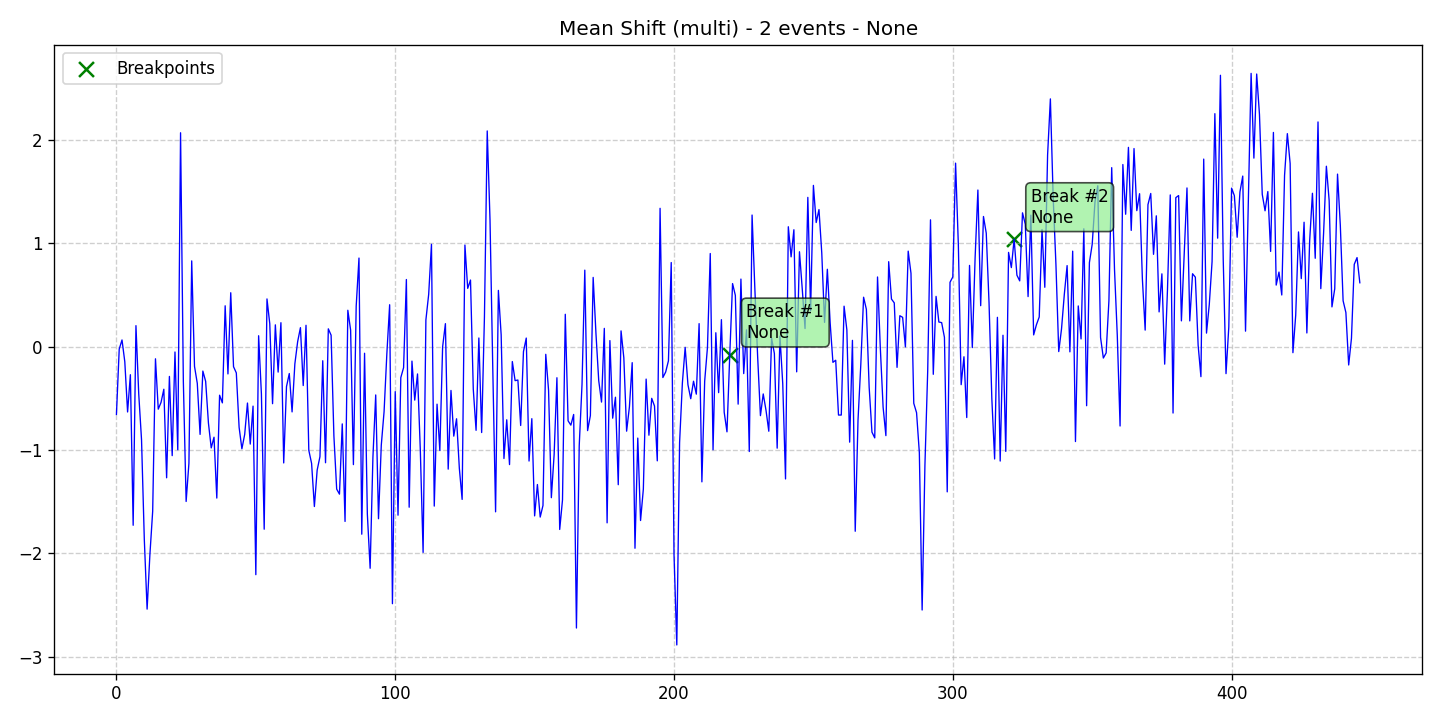 Mean Shift (multi) - 2 events - None
Breakpoints
Break #2
None
Break #1
None
2
1
0
−1
−2
−3
0
100
200
300
400